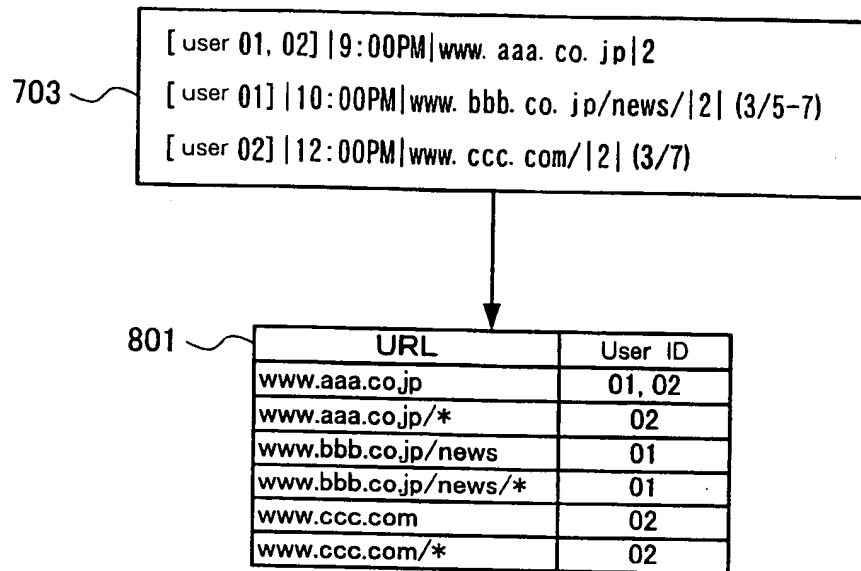 [user 01, 02]|9:00PM|www. aaa. co. jp|2
703
[user 01]|10:00PM|www. bbb. co. jp/news/|2| (3/5-7)
[user 02]|12:00PM|www. ccc. com/|2| (3/7)
801
URL User ID
www.aaa.co.jp 01, 02
www.aaa.co.jp/* 02
www.bbb.co.jp/news 01
www.bbb.co.jp/news/* 01
www.ccc.com 02
www.ccc.com/* 02